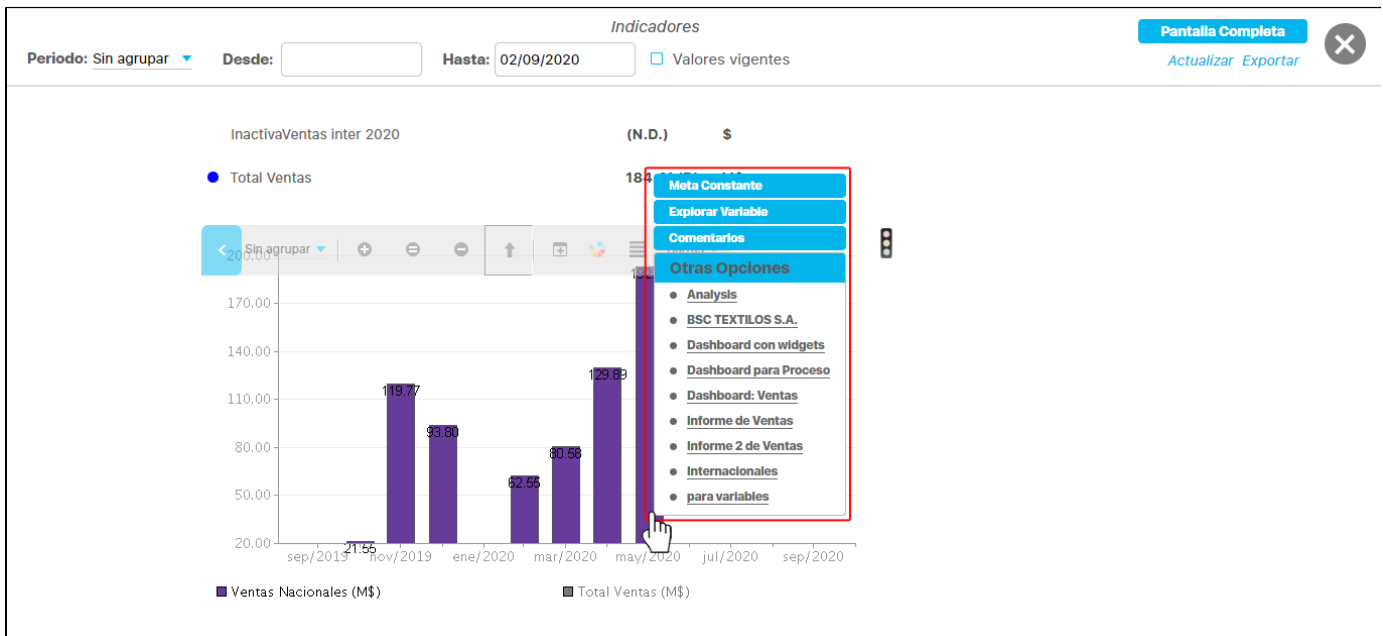 Indicadores
Pantalla Completa
Periodo: Sin agrupar Desde: Hasta: 02/09/2020 Valores vigentes
Actualizar Exportar
InactivaVentas inter 2020 (N.D.) $
Total Ventas 184
Meta Constante
Explorar Variable
Comentarios
Sin agrupar
200.00
Otras Opciones
170.00
140.00
110.00
80.00
50.00
20.00
Analysis
BSC TEXTILOS S.A.
Dashboard con widgets
Dashboard para Proceso
Dashboard: Ventas
Informe de Ventas
Informe 2 de Ventas
Internacionales
para variables
21.55
119.77
93.80
62.55
80.58
129.89
sep/2019 nov/2019 ene/2020 mar/2020 may/2020 jul/2020 sep/2020
Ventas Nacionales (M$) Total Ventas (M$)